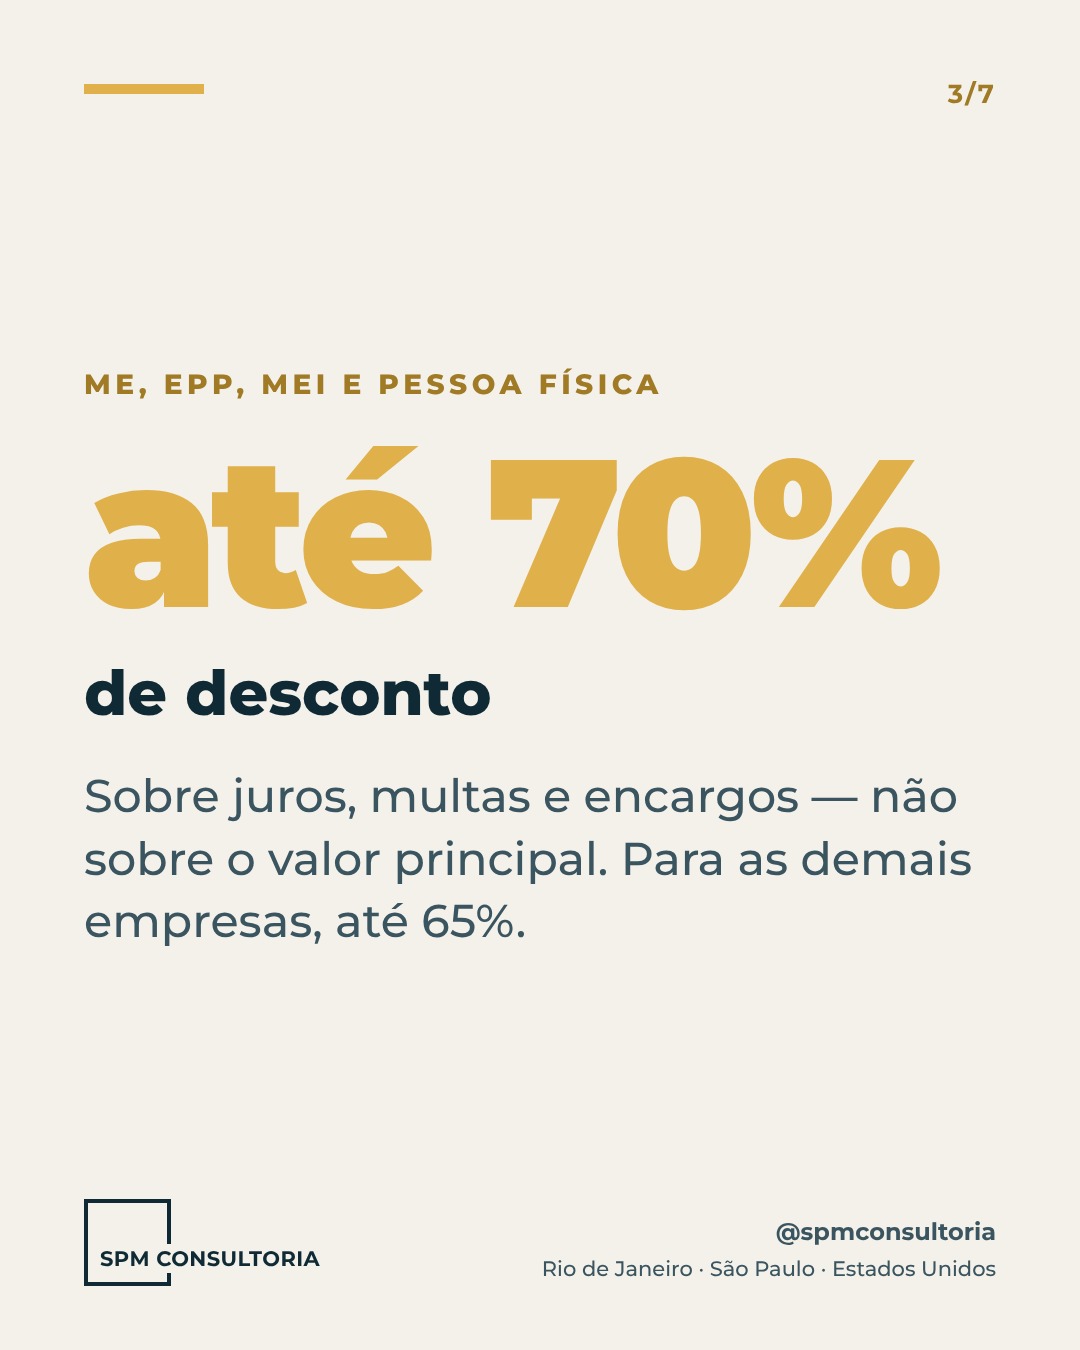 3/7
ME, EPP, MEI E PESSOA FÍSICA
até 70%
de desconto
Sobre juros, multas e encargos — não
sobre o valor principal. Para as demais
empresas, até 65%.
SPM CONSULTORIA
@spmconsultoria
Rio de Janeiro · São Paulo · Estados Unidos